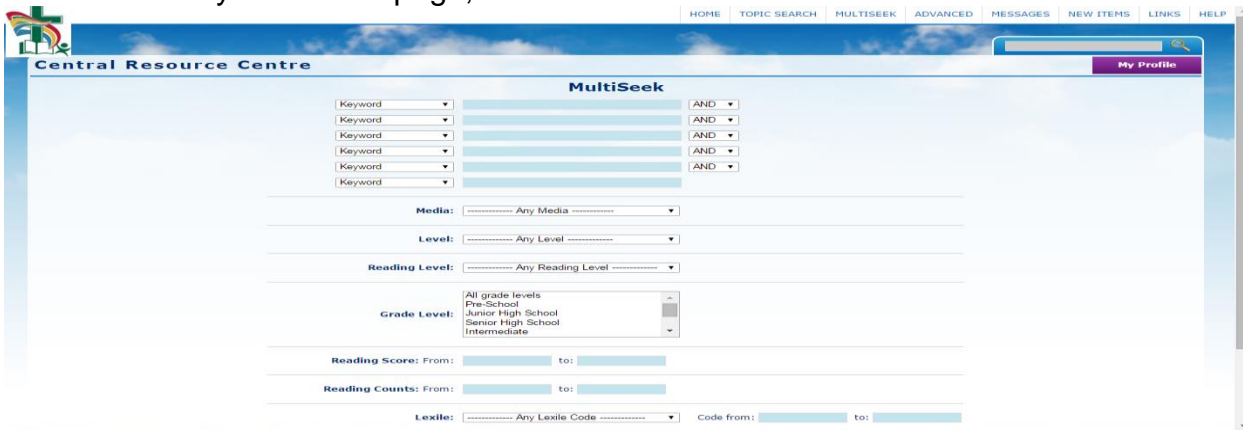 HOME TOPIC SEARCH MULTISEEK ADVANCED MESSAGES NEW ITEMS LINKS HELP
Central Resource Centre
My Profile
MultiSeek
Keyword AND
Keyword AND
Keyword AND
Keyword AND
Keyword AND
Keyword
Media: ------------ Any Media -----------
Level: ------------ Any Level ------------
Reading Level: ------------ Any Reading Level ------------
Grade Level:
All grade levels
Pre-School
Junior High School
Senior High School
Intermediate
Reading Score: From: to:
Reading Counts: From: to:
Lexile: ------------ Any Lexile Code ------------ Code from: to: